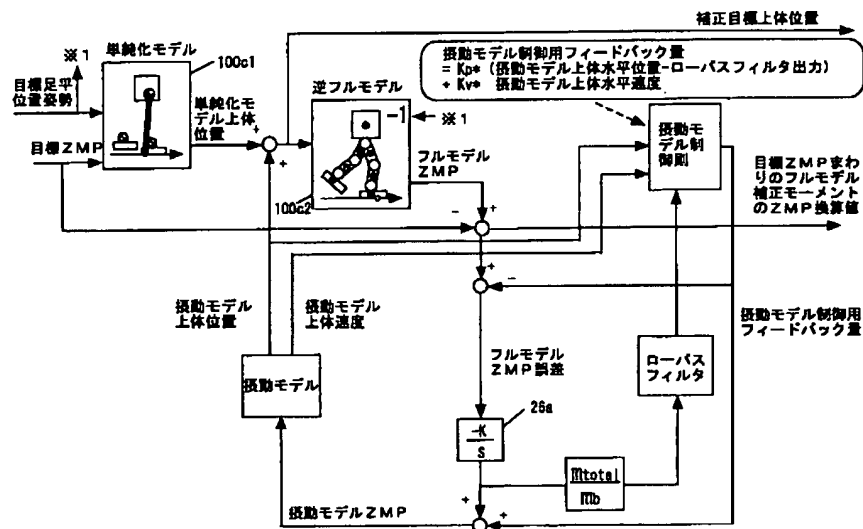 補正目標上体位置
※1
単純化モデル
100c1
目標足平
位置姿勢
目標ZMP
単純化モ
デル上体
位置
逆フルモデル
-1
※1
フルモデル
ZMP
100c2
摂動モデル制御用フィードバック量
= Kp* (摂動モデル上体水平位置-ローパスフィルタ出力)
+ Kv* 摂動モデル上体水平速度
摂動モ
デル制
御則
目標ZMPまわ
りのフルモデル
補正モーメント
のZMP換算値
+
+
+
-
+
-
摂動モデル
上体位置
摂動モデル
上体速度
摂動モデル制御用
フィードバック量
フルモデル
ZMP誤差
ローパス
フィルタ
摂動モデル
26a
-K
S
mtotal
mb
摂動モデルZMP
+
+